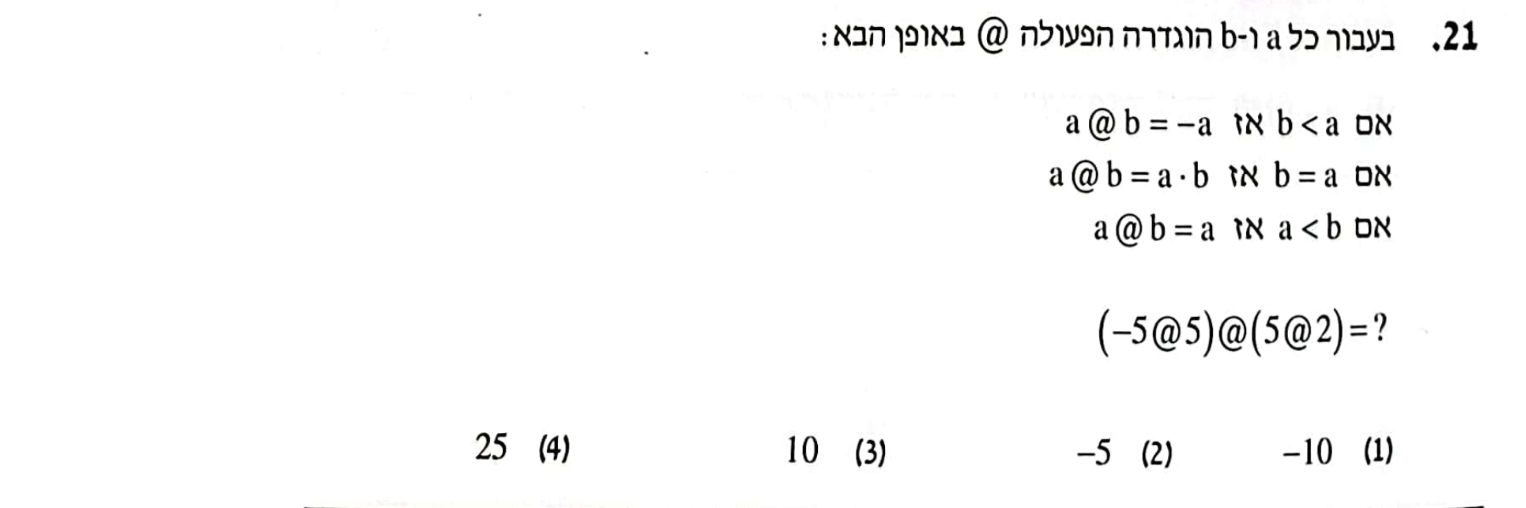 21. בעבור כל a ו-b הוגדרה הפעולה @ באופן הבא:
אם b < a אז a @ b = –a
אם b = a אז a @ b = a · b
אם a < b אז a @ b = a
(–5@5)@(5@2)=?
(1) –10 (2) –5 (3) 10 (4) 25